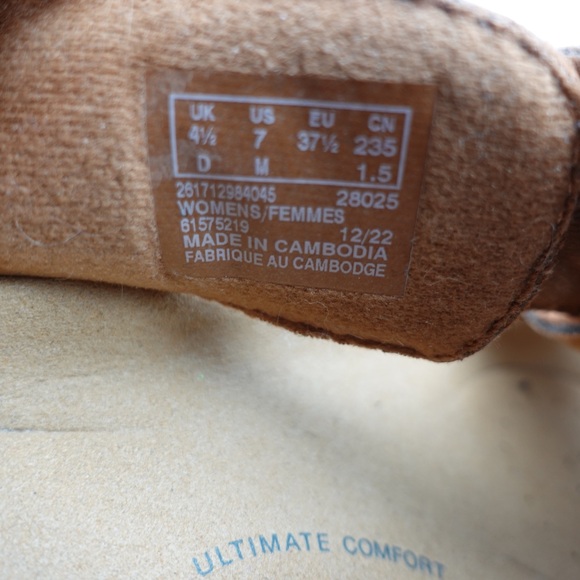 UK US EU CN
4½ 7 37½ 235
D M 1.5
261712984045 28025
WOMENS/FEMMES
61575219 12/22
MADE IN CAMBODIA
FABRIQUE AU CAMBODGE
ULTIMATE COMFORT